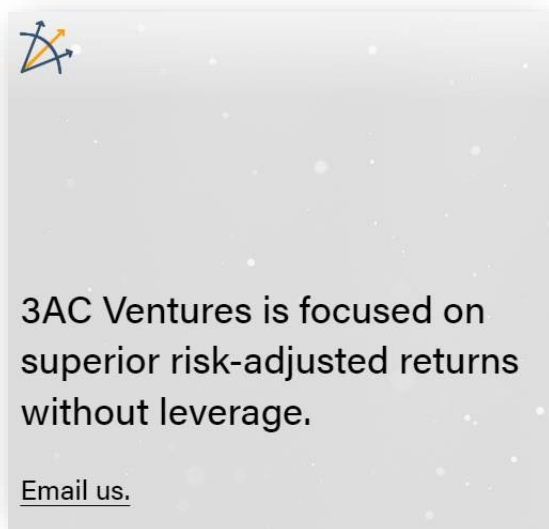 3AC Ventures is focused on
superior risk-adjusted returns
without leverage.
Email us.